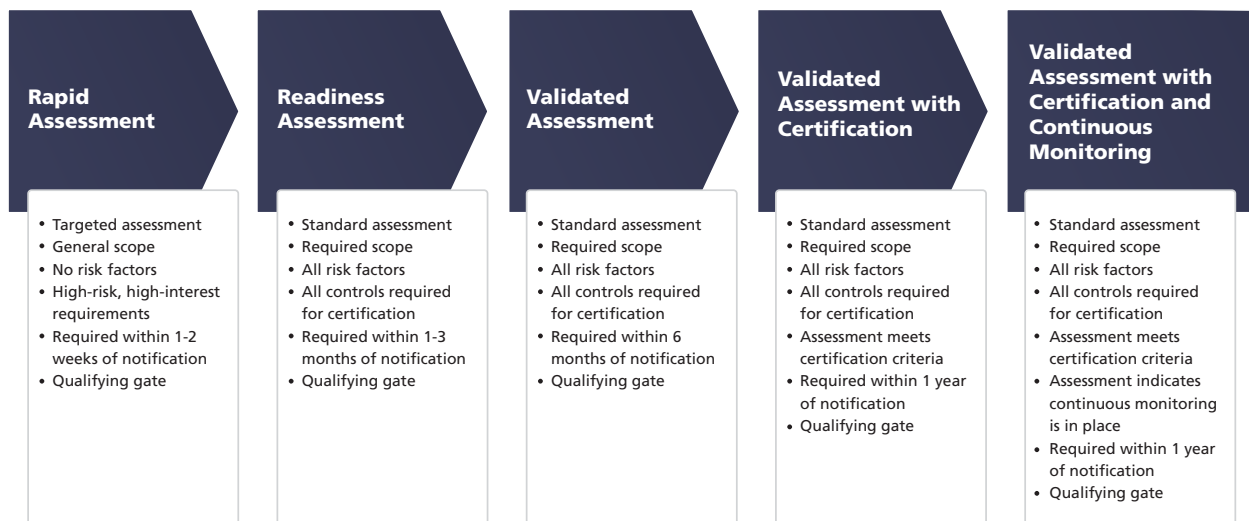 Rapid
Assessment
• Targeted assessment
• General scope
• No risk factors
• High-risk, high-interest
requirements
• Required within 1-2
weeks of notification
• Qualifying gate
Readiness
Assessment
• Standard assessment
• Required scope
• All risk factors
• All controls required
for certification
• Required within 1-3
months of notification
• Qualifying gate
Validated
Assessment
• Standard assessment
• Required scope
• All risk factors
• All controls required
for certification
• Required within 6
months of notification
• Qualifying gate
Validated
Assessment with
Certification
• Standard assessment
• Required scope
• All risk factors
• All controls required
for certification
• Assessment meets
certification criteria
• Required within 1 year
of notification
• Qualifying gate
Validated
Assessment with
Certification and
Continuous
Monitoring
• Standard assessment
• Required scope
• All risk factors
• All controls required
for certification
• Assessment meets
certification criteria
• Assessment indicates
continuous monitoring
is in place
• Required within 1 year
of notification
• Qualifying gate